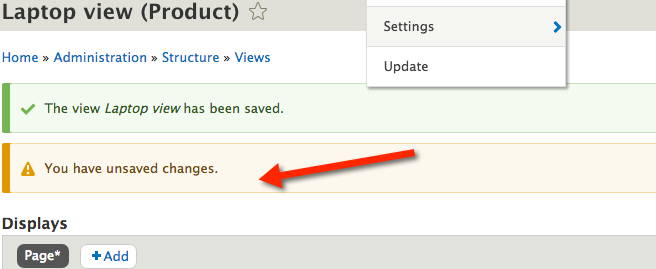 Laptop view (Product)
Settings
Home » Administration » Structure » Views
Update
The view Laptop view has been saved.
You have unsaved changes.
Displays
Page*
+Add